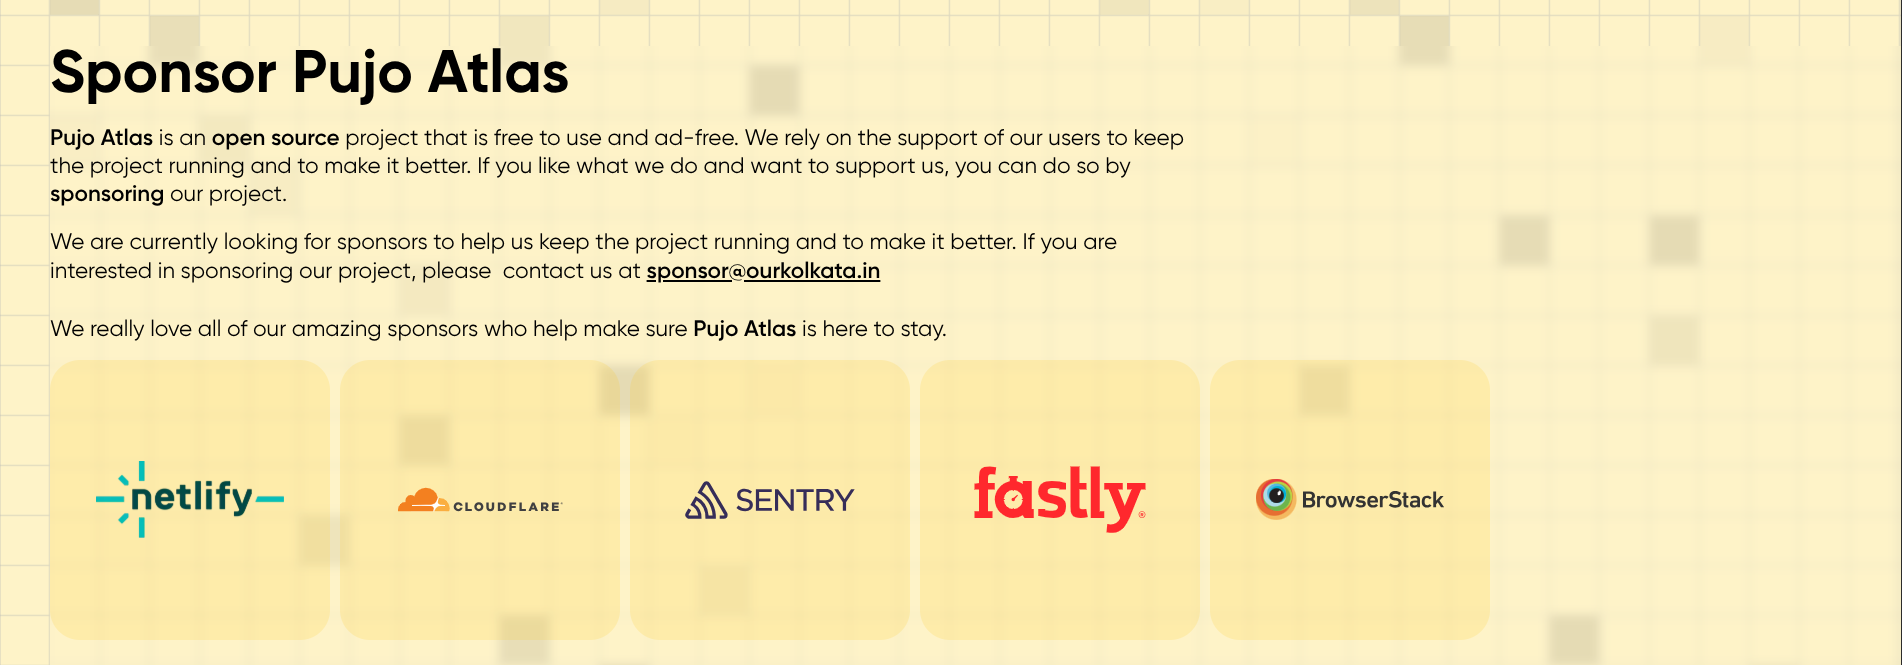 Sponsor Pujo Atlas
Pujo Atlas is an open source project that is free to use and ad-free. We rely on the support of our users to keep
the project running and to make it better. If you like what we do and want to support us, you can do so by
sponsoring our project.
We are currently looking for sponsors to help us keep the project running and to make it better. If you are
interested in sponsoring our project, please  contact us at sponsor@ourkolkata.in
We really love all of our amazing sponsors who help make sure Pujo Atlas is here to stay.
netlify
CLOUDFLARE
SENTRY
fastly®
BrowserStack